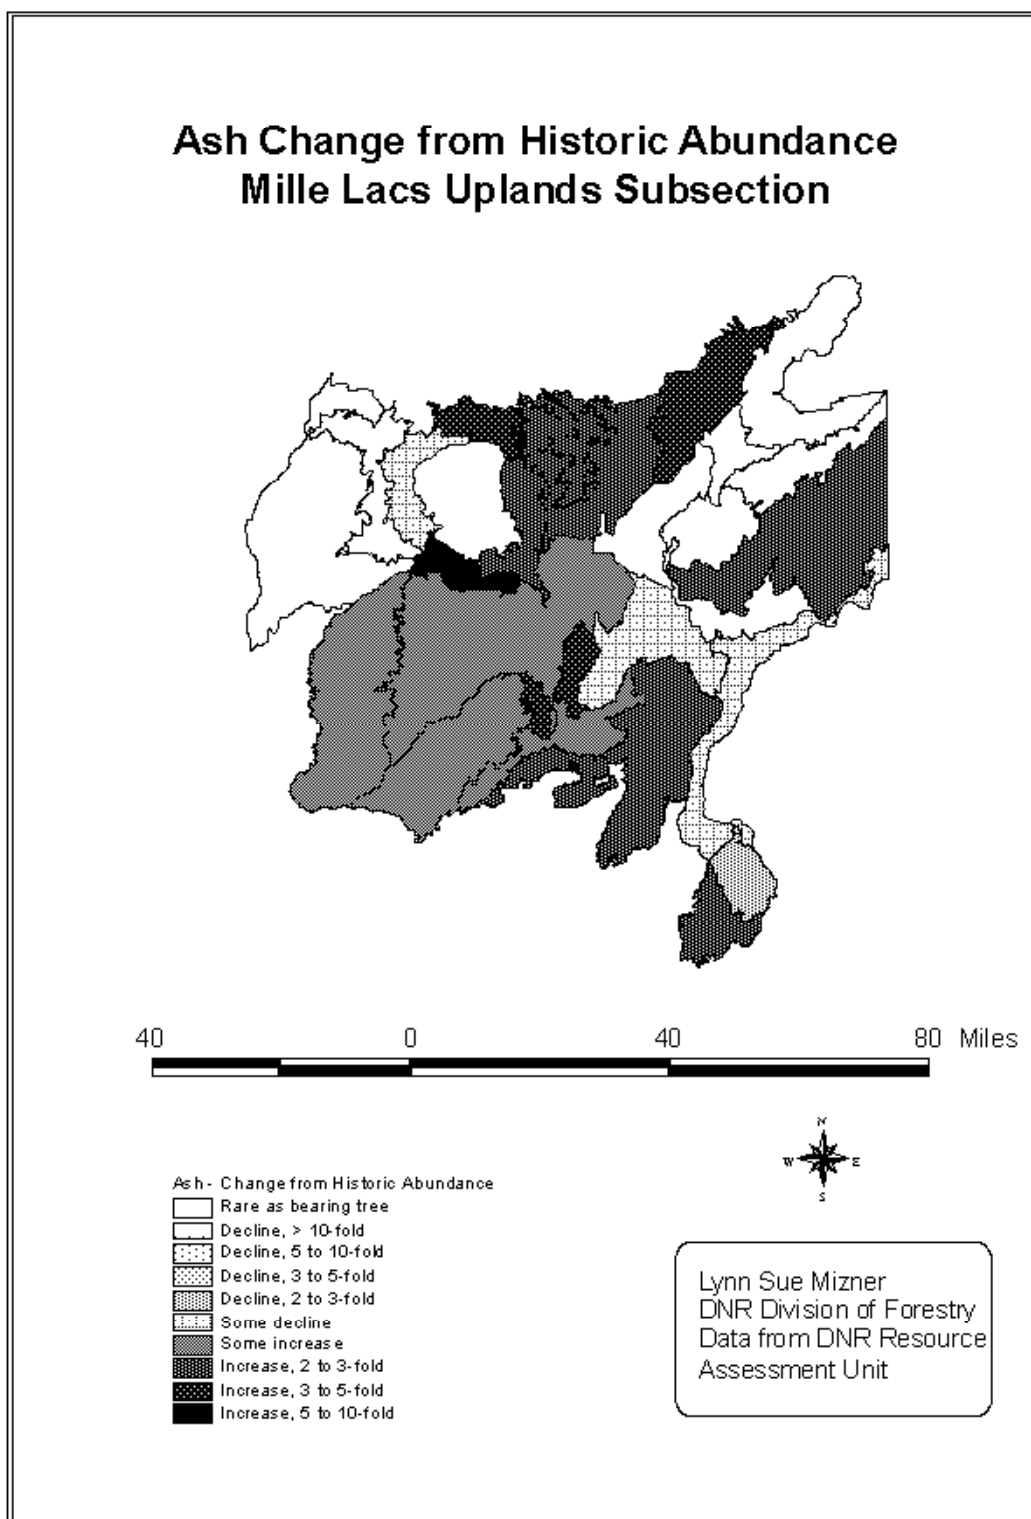 Ash Change from Historic Abundance
Mille Lacs Uplands Subsection
40 0 40 80 Miles
N
W E
S
Ash - Change from Historic Abundance
Rare as bearing tree
Decline, > 10-fold
Decline, 5 to 10-fold
Decline, 3 to 5-fold
Decline, 2 to 3-fold
Some decline
Some increase
Increase, 2 to 3-fold
Increase, 3 to 5-fold
Increase, 5 to 10-fold
Lynn Sue Mizner
DNR Division of Forestry
Data from DNR Resource
Assessment Unit